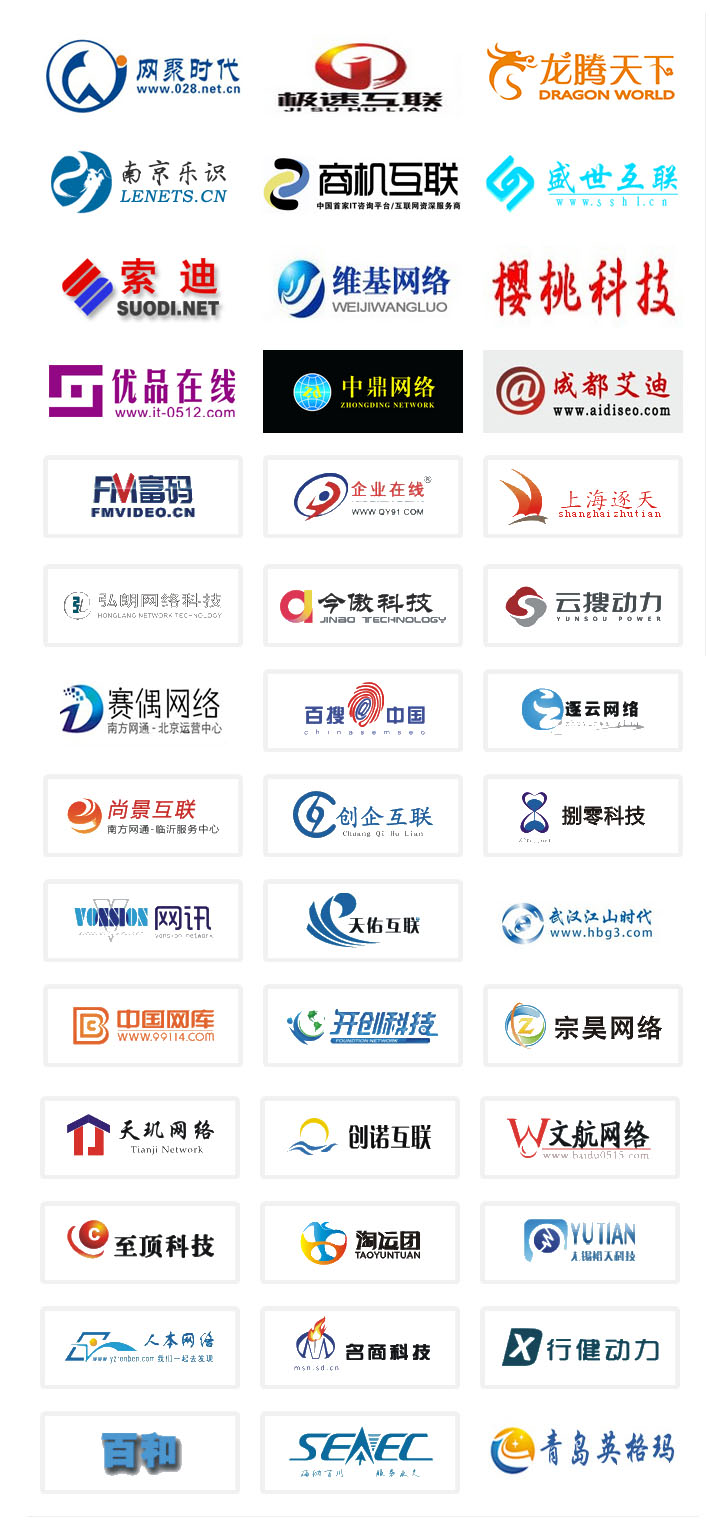 网聚时代
www.028.net.cn
极速互联
JI SU HU LIAN
龙腾天下
DRAGON WORLD
南京乐识
LENETS.CN
商机互联
中国首家IT咨询平台/互联网资深服务商
盛世互联
www.sshl.cn
索迪
SUODI.NET
维基网络
WEIJIWANGLUO
樱桃科技
优品在线
www.it-0512.com
中鼎网络
ZHONGDING NETWORK
@
成都艾迪
www.aidiseo.com
FM富码
FMVIDEO.CN
企业在线®
WWW.QY91.COM
上海逐天
shanghaizhutian
弘朗网络科技
HONGLANG NETWORK TECHNOLOGY
今傲科技
JINBO TECHNOLOGY
云搜动力
YUNSOU POWER
赛偶网络
南方网通-北京运营中心
百搜@中国
chinasemseo
逐云网络
尚景互联
南方网通-临沂服务中心
创企互联
Chuang Qi Hu Lian
捌零科技
VONSION 网讯
vonsion network
天佑互联
武汉江山时代
www.hbg3.com
中国网库
www.99114.com
开创科技
FOUNDTION NETWORK
Z
宗昊网络
天玑网络
Tianji Network
创诺互联
W文航网络
www.baidu0515.com
C
至顶科技
淘运团
TAOYUNTUAN
YUTIAN
无锡裕天科技
人本网络
www.yzrenben.com 我们一起去发现
名商科技
msn.sd.cn
X
行健动力
百和
SEAEC
海纳百川 服务永久
青岛英格玛